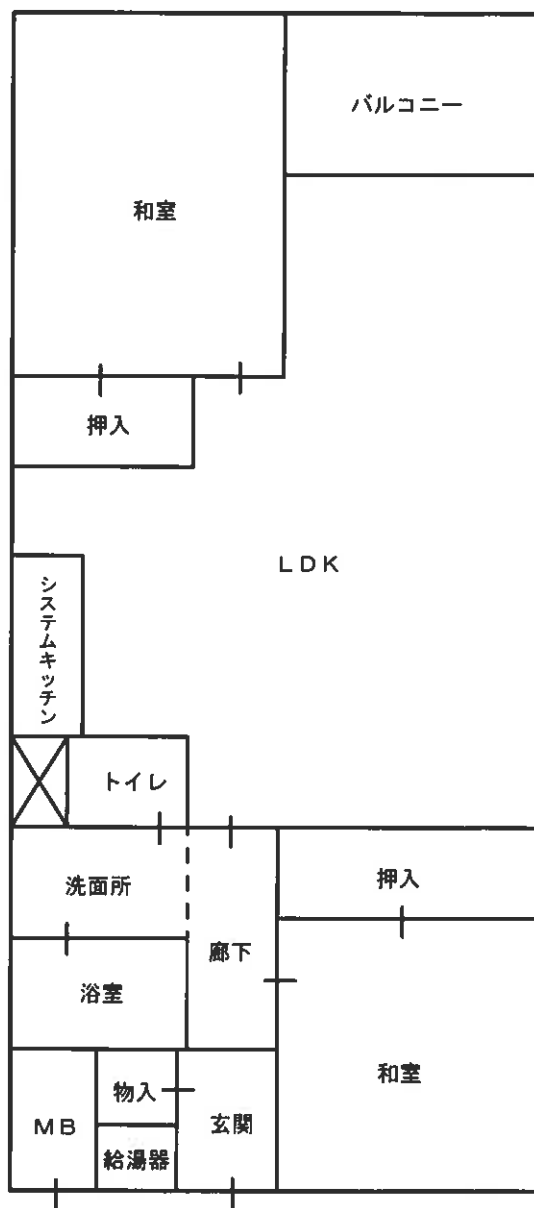 バルコニー
和室
押入
LDK
システムキッチン
トイレ
洗面所
押入
廊下
浴室
和室
物入
MB
玄関
給湯器